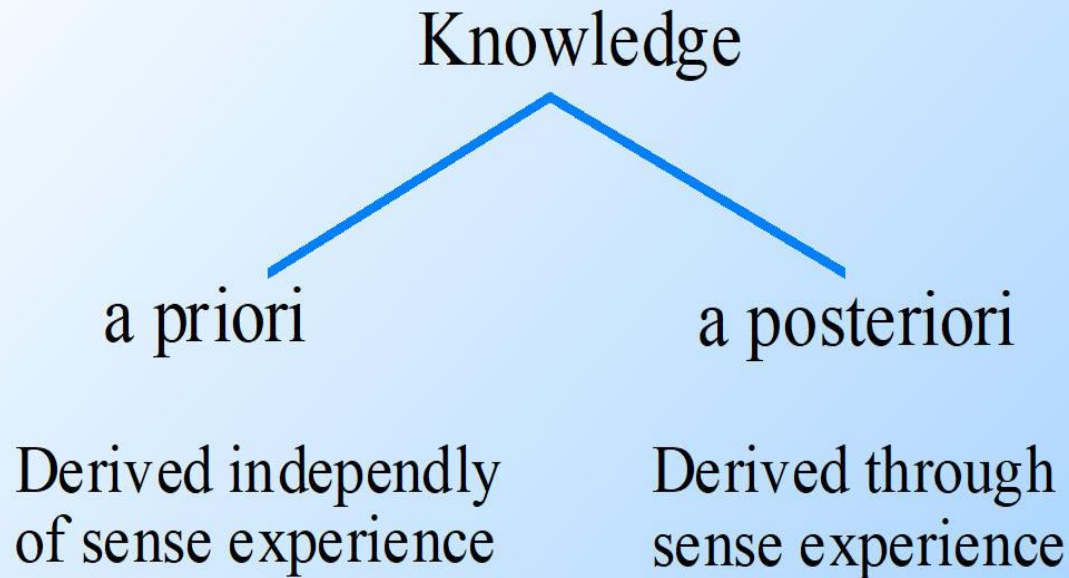 Knowledge
a priori
a posteriori
Derived independly
of sense experience
Derived through
sense experience